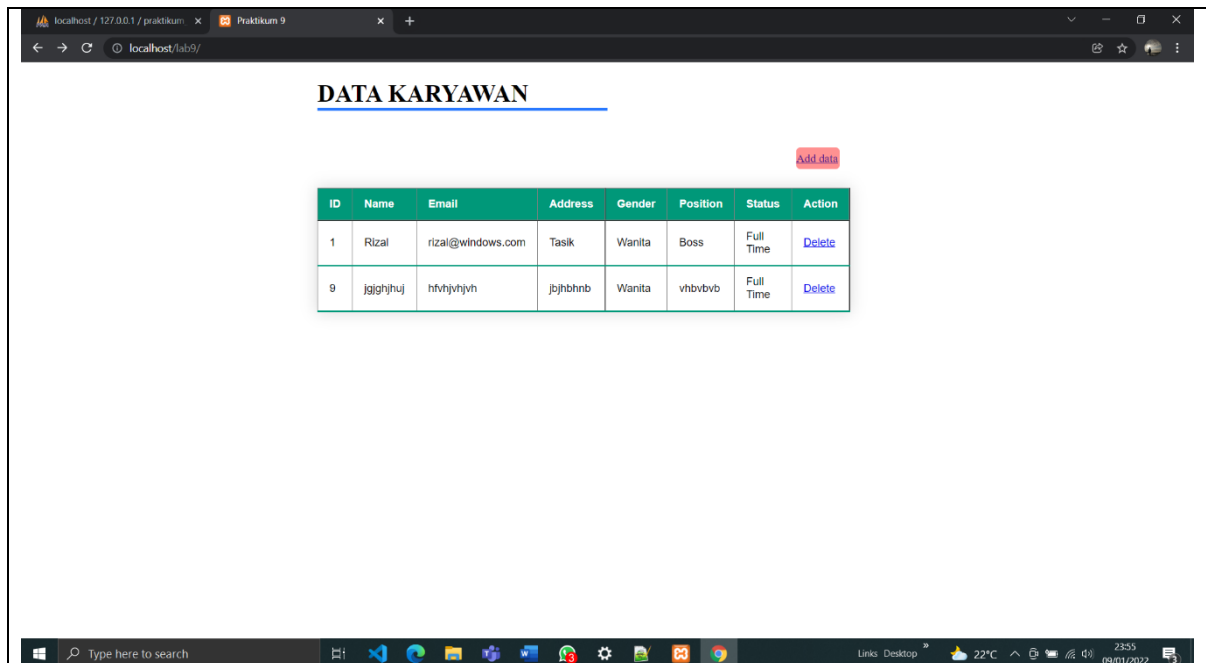 localhost / 127.0.0.1 / praktikum
Praktikum 9
localhost/lab9/
DATA KARYAWAN
Add data
ID Name Email Address Gender Position Status Action
1 Rizal rizal@windows.com Tasik Wanita Boss Full Time Delete
9 jgjghjhuj hfvhjvhjvh jbjhbhnb Wanita vhbvbvb Full Time Delete
Type here to search
3
Links Desktop
22°C
23:55
09/01/2022
3